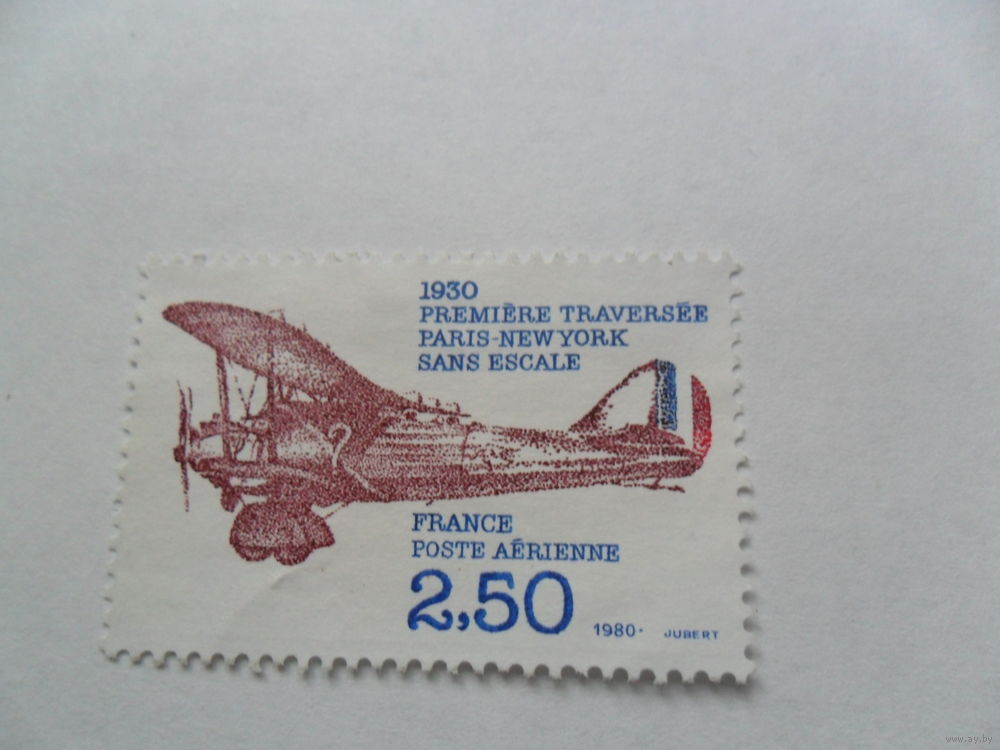 1930
PREMIÈRE TRAVERSÉE
PARIS-NEW YORK
SANS ESCALE
FRANCE
POSTE AÉRIENNE
2,50
1980· JUBERT
www.ay.by